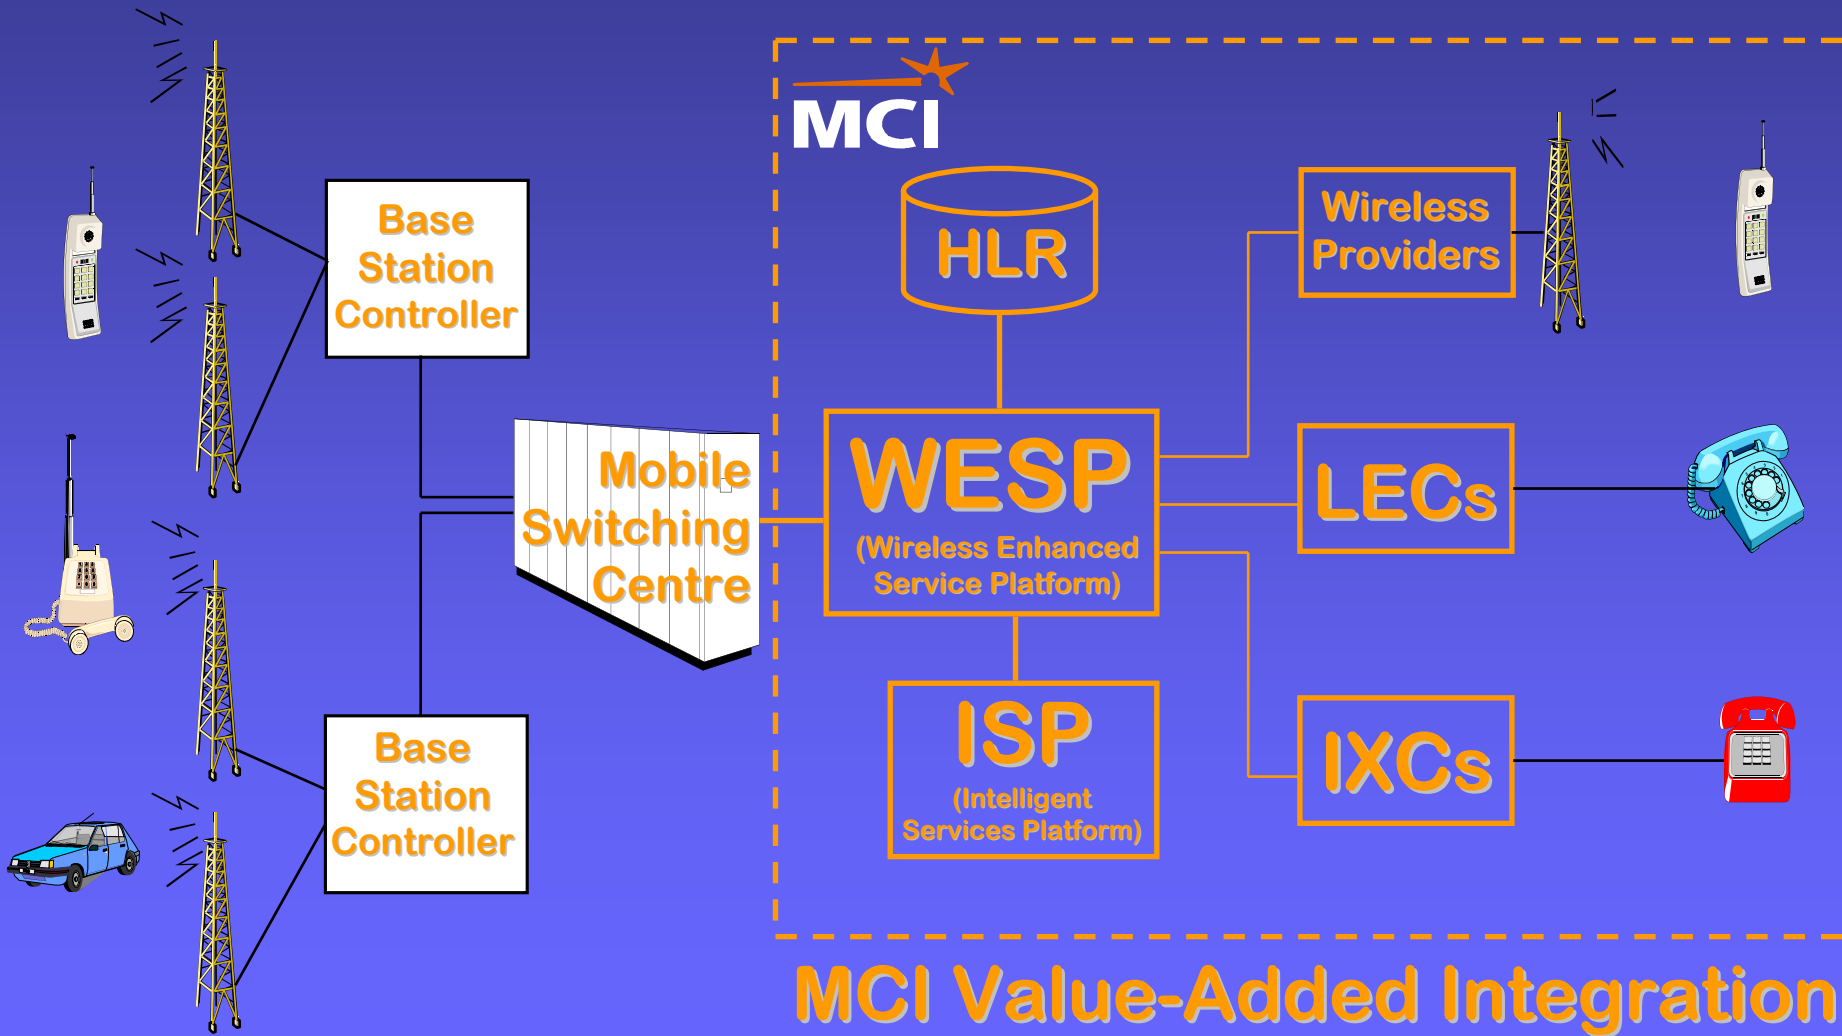 MCI
Base
Station
Controller
HLR
Wireless
Providers
Mobile
Switching
Centre
WESP
(Wireless Enhanced
Service Platform)
LECs
ISP
(Intelligent
Services Platform)
IXCs
Base
Station
Controller
MCI Value-Added Integration